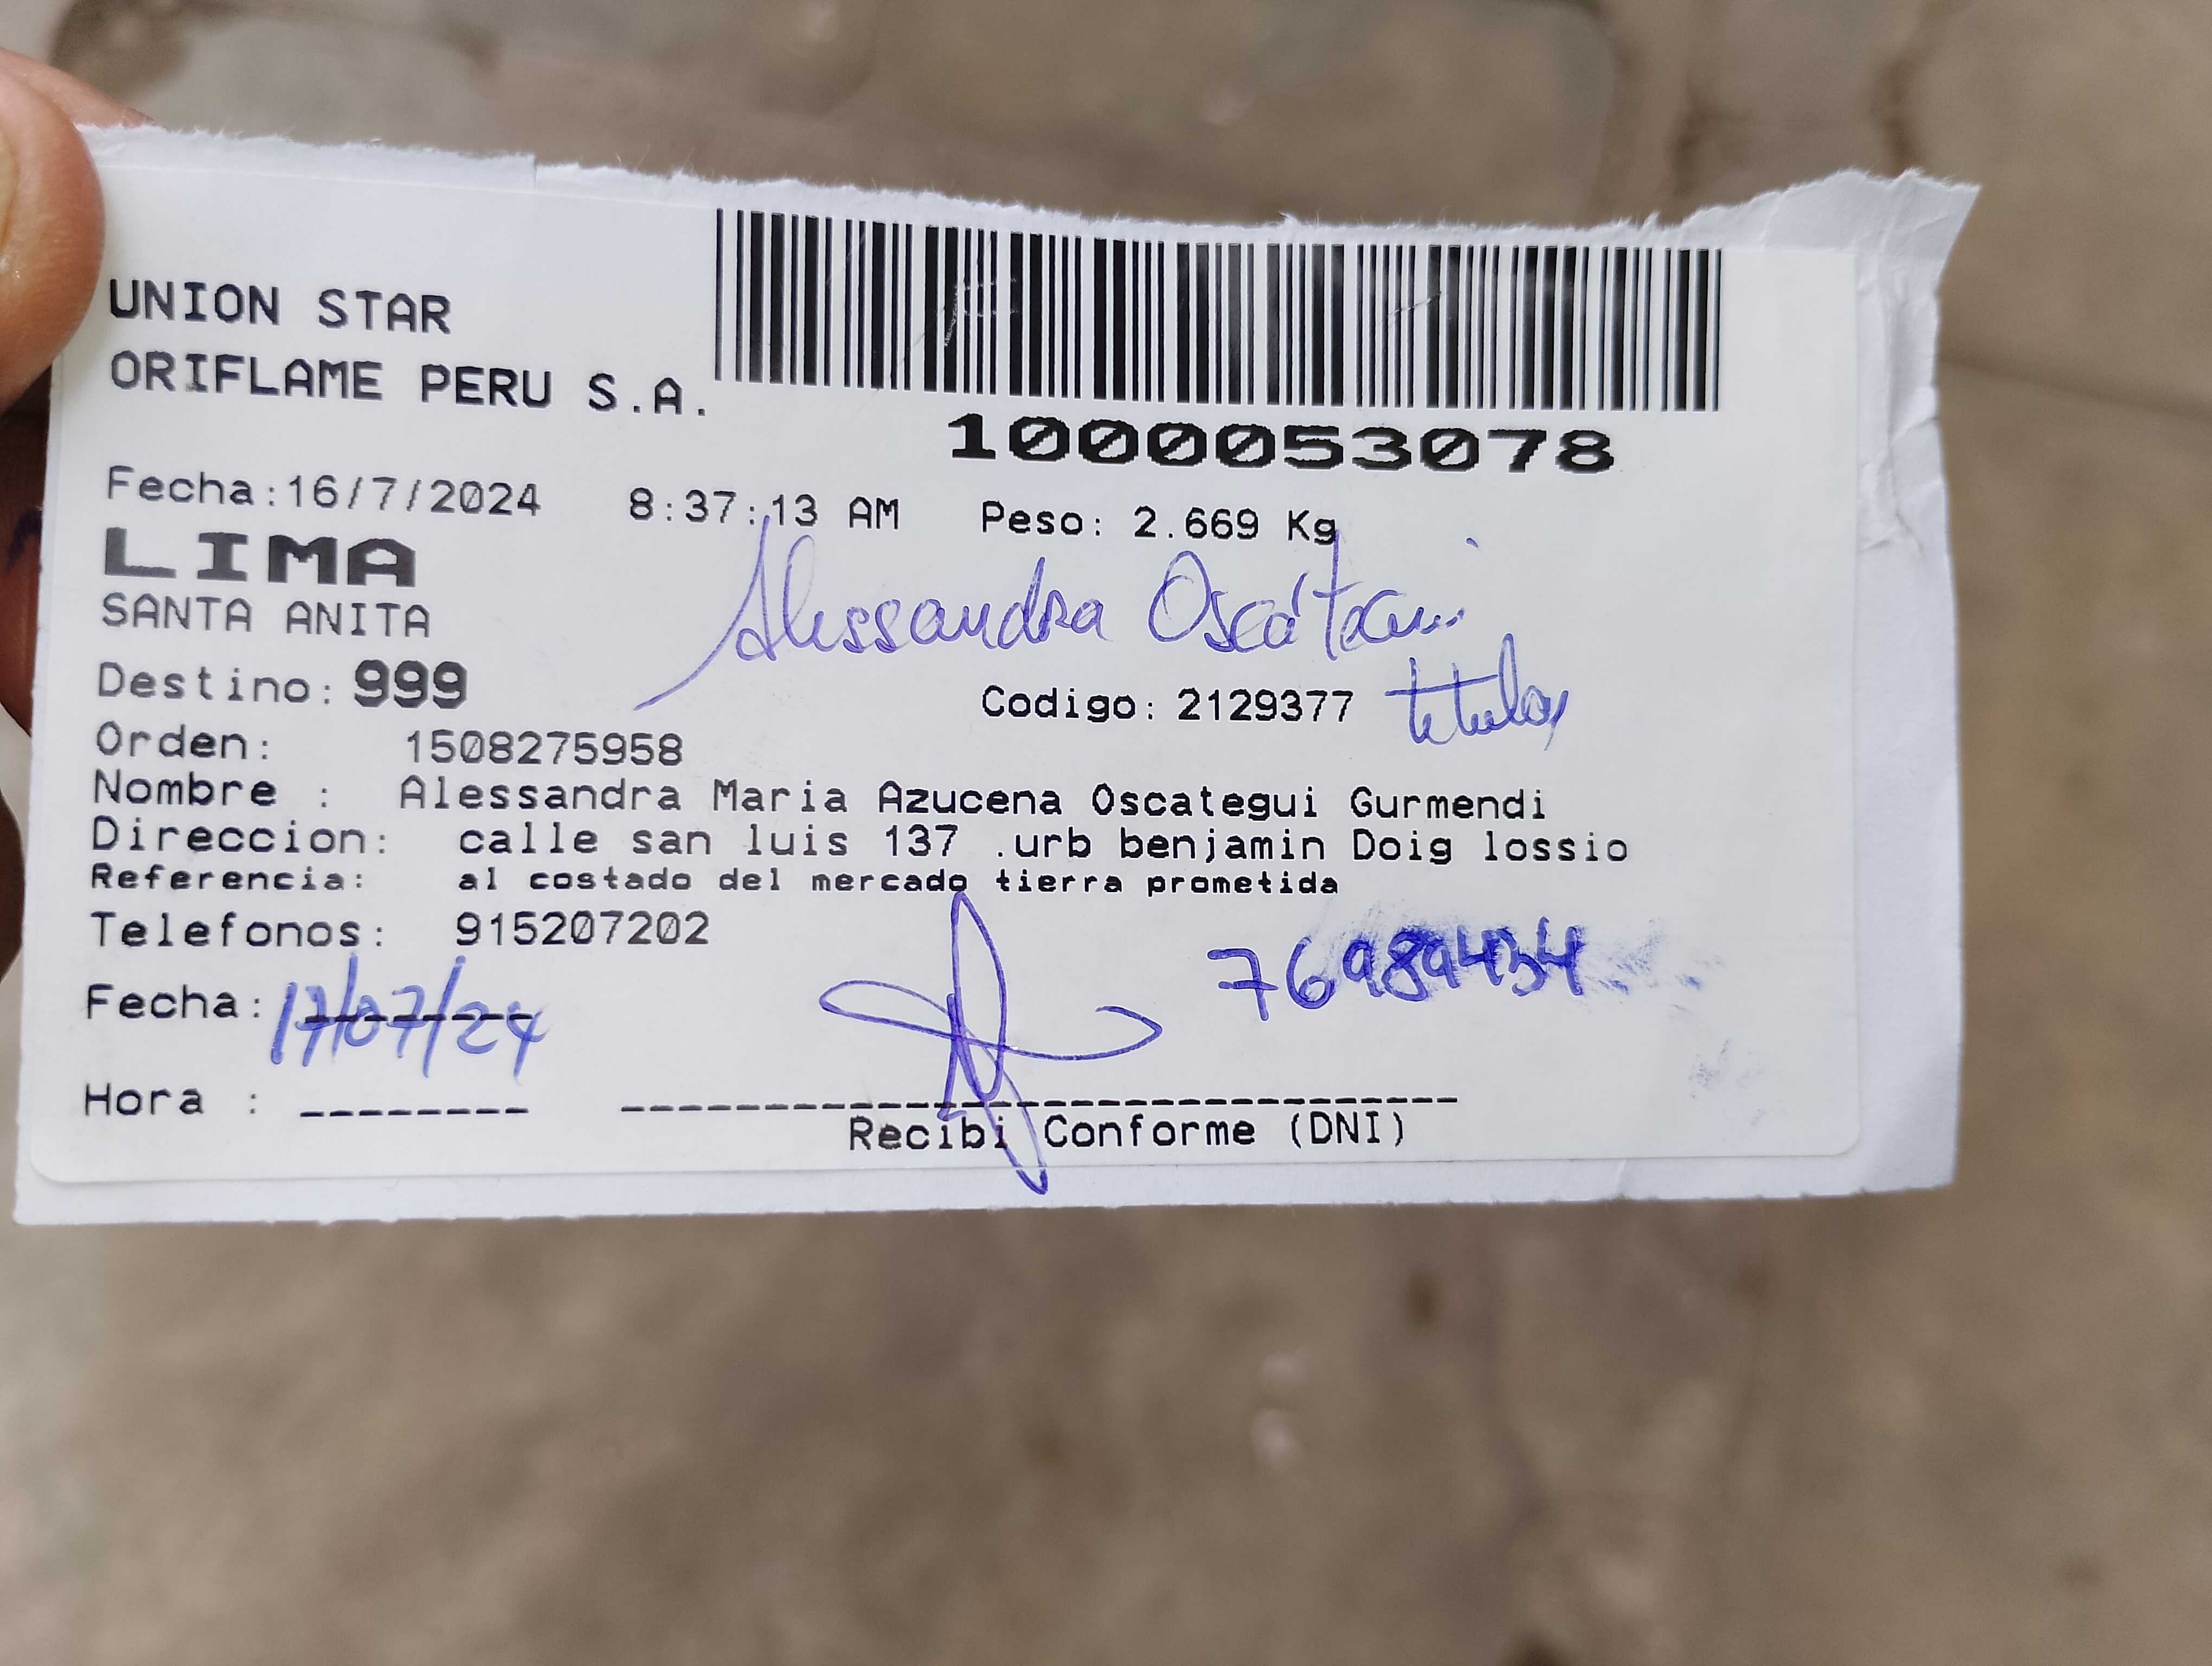 UNION STAR
ORIFLAME PERU S.A.
1000053078
Fecha:16/7/2024 8:37:13 AM Peso: 2.669 Kg
LIMA
SANTA ANITA
Alessandra
Destino: 999
Codigo: 2129377 titular
Orden: 1508275958
Nombre : Alessandra Maria Azucena Oscategui Gurmendi
Direccion: calle san luis 137 .urb benjamin Doig lossio
Referencia: al costado del mercado tierra prometida
Telefonos: 915207202
Fecha: 17/07/24
Hora : --------
Recibi Conforme (DNI)